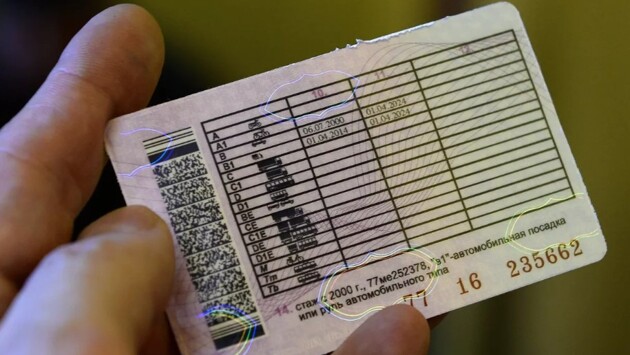 10. 11. 12.
A
A1
B 06.07.2000 01.04.2024
B1 01.04.2014 01.04.2024
C
C1
D
D1
BE
CE
C1E
DE
D1E
M
Tm
Tb
14. стаж с 2000 г., 77ме252378, "в1"-автомобильная посадка
или руль автомобильного типа
77 16 235662